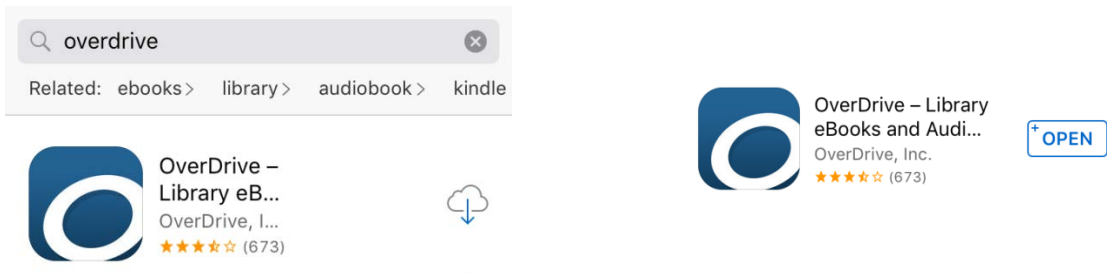 overdrive
Related: ebooks> library> audiobook> kindle
OverDrive –
Library eB...
OverDrive, I...
(673)
OverDrive – Library
eBooks and Audi...
OverDrive, Inc.
(673)
+ OPEN